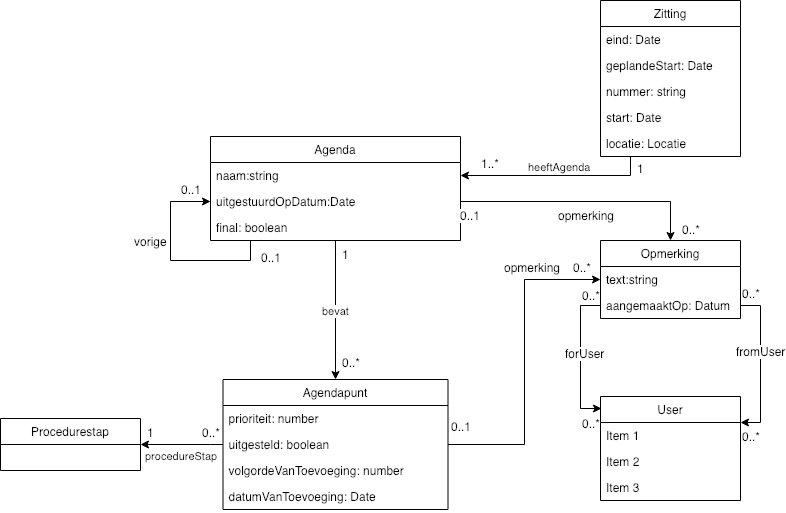 Zitting
eind: Date
geplandeStart: Date
nummer: string
start: Date
locatie: Locatie
Agenda
naam:string
uitgestuurdOpDatum:Date
final: boolean
1..*
heeftAgenda
1
0..1
vorige
0..1
0..1
opmerking
0..*
1
bevat
0..*
Opmerking
text:string
aangemaaktOp: Datum
opmerking
0..*
0..*
0..*
forUser
fromUser
0..*
0..*
User
Item 1
Item 2
Item 3
Agendapunt
prioriteit: number
uitgesteld: boolean
volgordeVanToevoeging: number
datumVanToevoeging: Date
0..1
Procedurestap
1
0..*
procedureStap